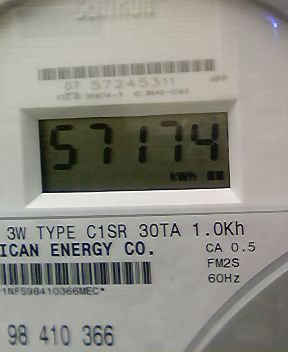 Centron
07 57245311
57174
kWh
3W TYPE C1SR 30TA 1.0Kh
ICAN ENERGY CO. CA 0.5
FM2S
60Hz
1NFS98410366MEC*
98 410 366